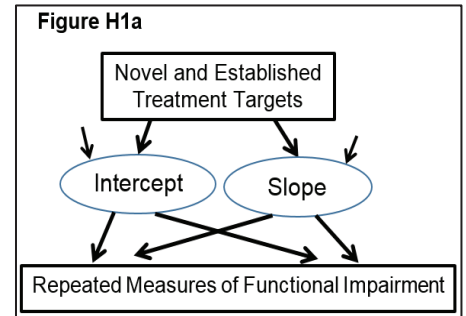 Figure H1a
Novel and Established
Treatment Targets
Intercept
Slope
Repeated Measures of Functional Impairment